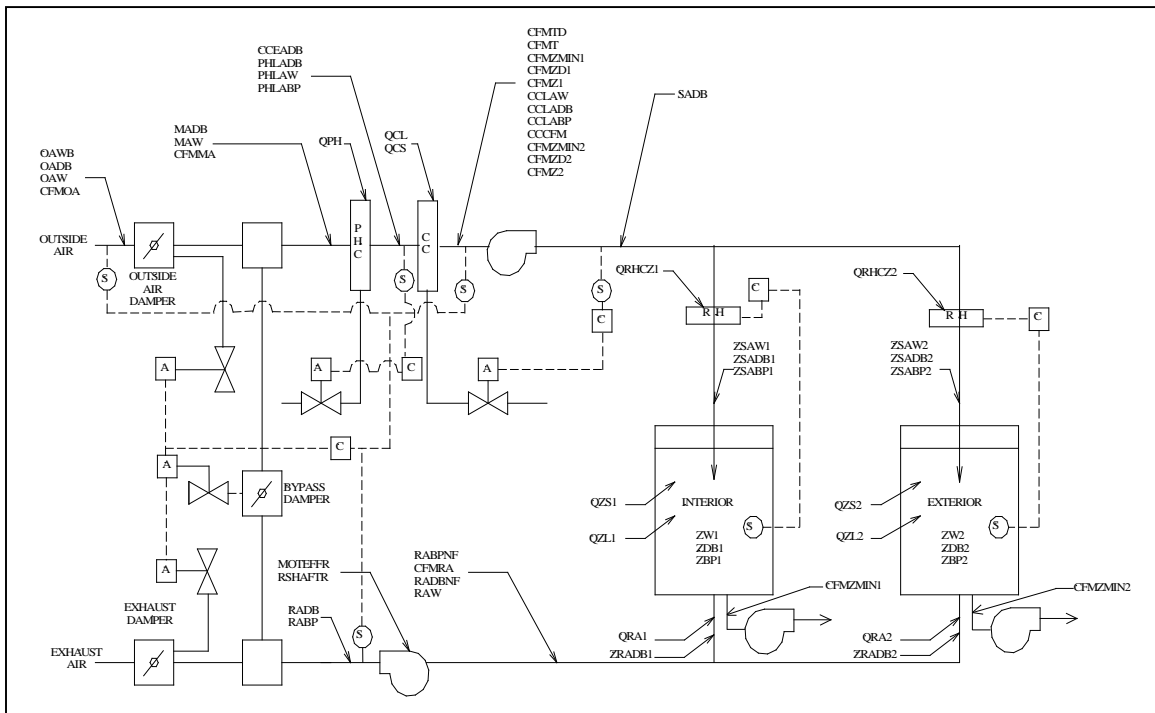 CFMTD
CFMT
CFMZMIN1
CFMZD1
CFMZ1
CCLAW
CCLADB
CCLABP
CCCFM
CFMZMIN2
CFMZD2
CFMZ2
CCEADB
PHLADB
PHLAW
PHLABP
SADB
MADB
MAW
CFMMA
QPH
QCL
QCS
OAWB
OADB
OAW
CFMOA
PHC
CC
OUTSIDE
AIR
S
OUTSIDE
AIR
DAMPER
S
S
S
C
QRHCZ1
RH
C
QRHCZ2
RH
C
A
A
C
A
ZSAW1
ZSADB1
ZSABP1
ZSAW2
ZSADB2
ZSABP2
C
A
BYPASS
DAMPER
QZS1
INTERIOR
QZL1
S
ZW1
ZDB1
ZBP1
QZS2
EXTERIOR
QZL2
S
ZW2
ZDB2
ZBP2
A
MOTEFFR
RSHAFTR
RABPNF
CFMRA
RADBNF
RAW
CFMZMIN1
CFMZMIN2
EXHAUST
DAMPER
RADB
RABP
S
QRA1
ZRADB1
QRA2
ZRADB2
EXHAUST
AIR